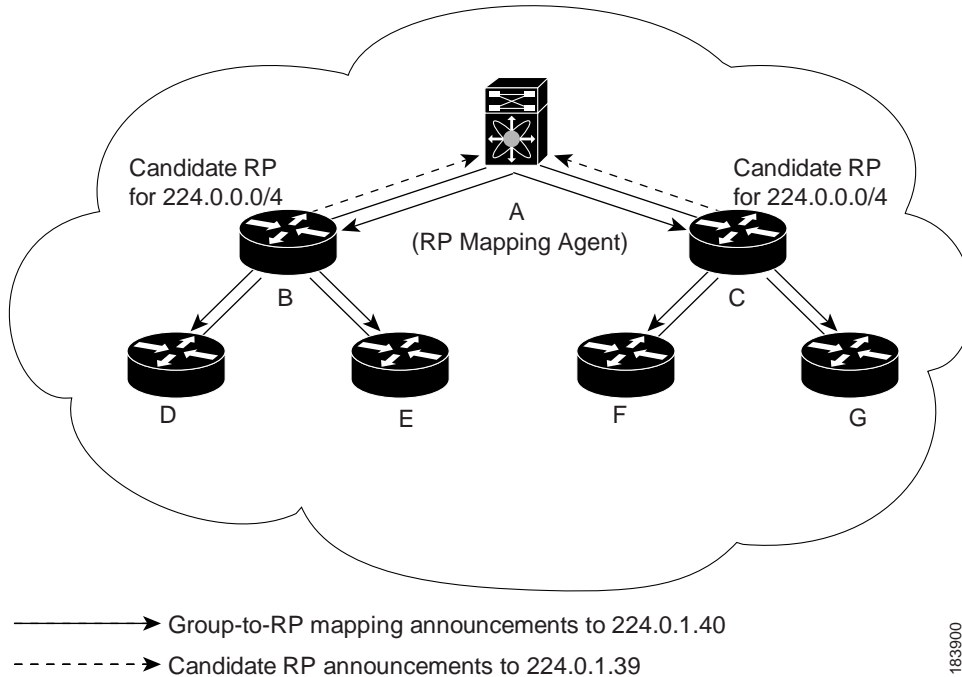 Candidate RP
for 224.0.0.0/4
Candidate RP
for 224.0.0.0/4
A
(RP Mapping Agent)
B
C
D
E
F
G
Group-to-RP mapping announcements to 224.0.1.40
Candidate RP announcements to 224.0.1.39
183900